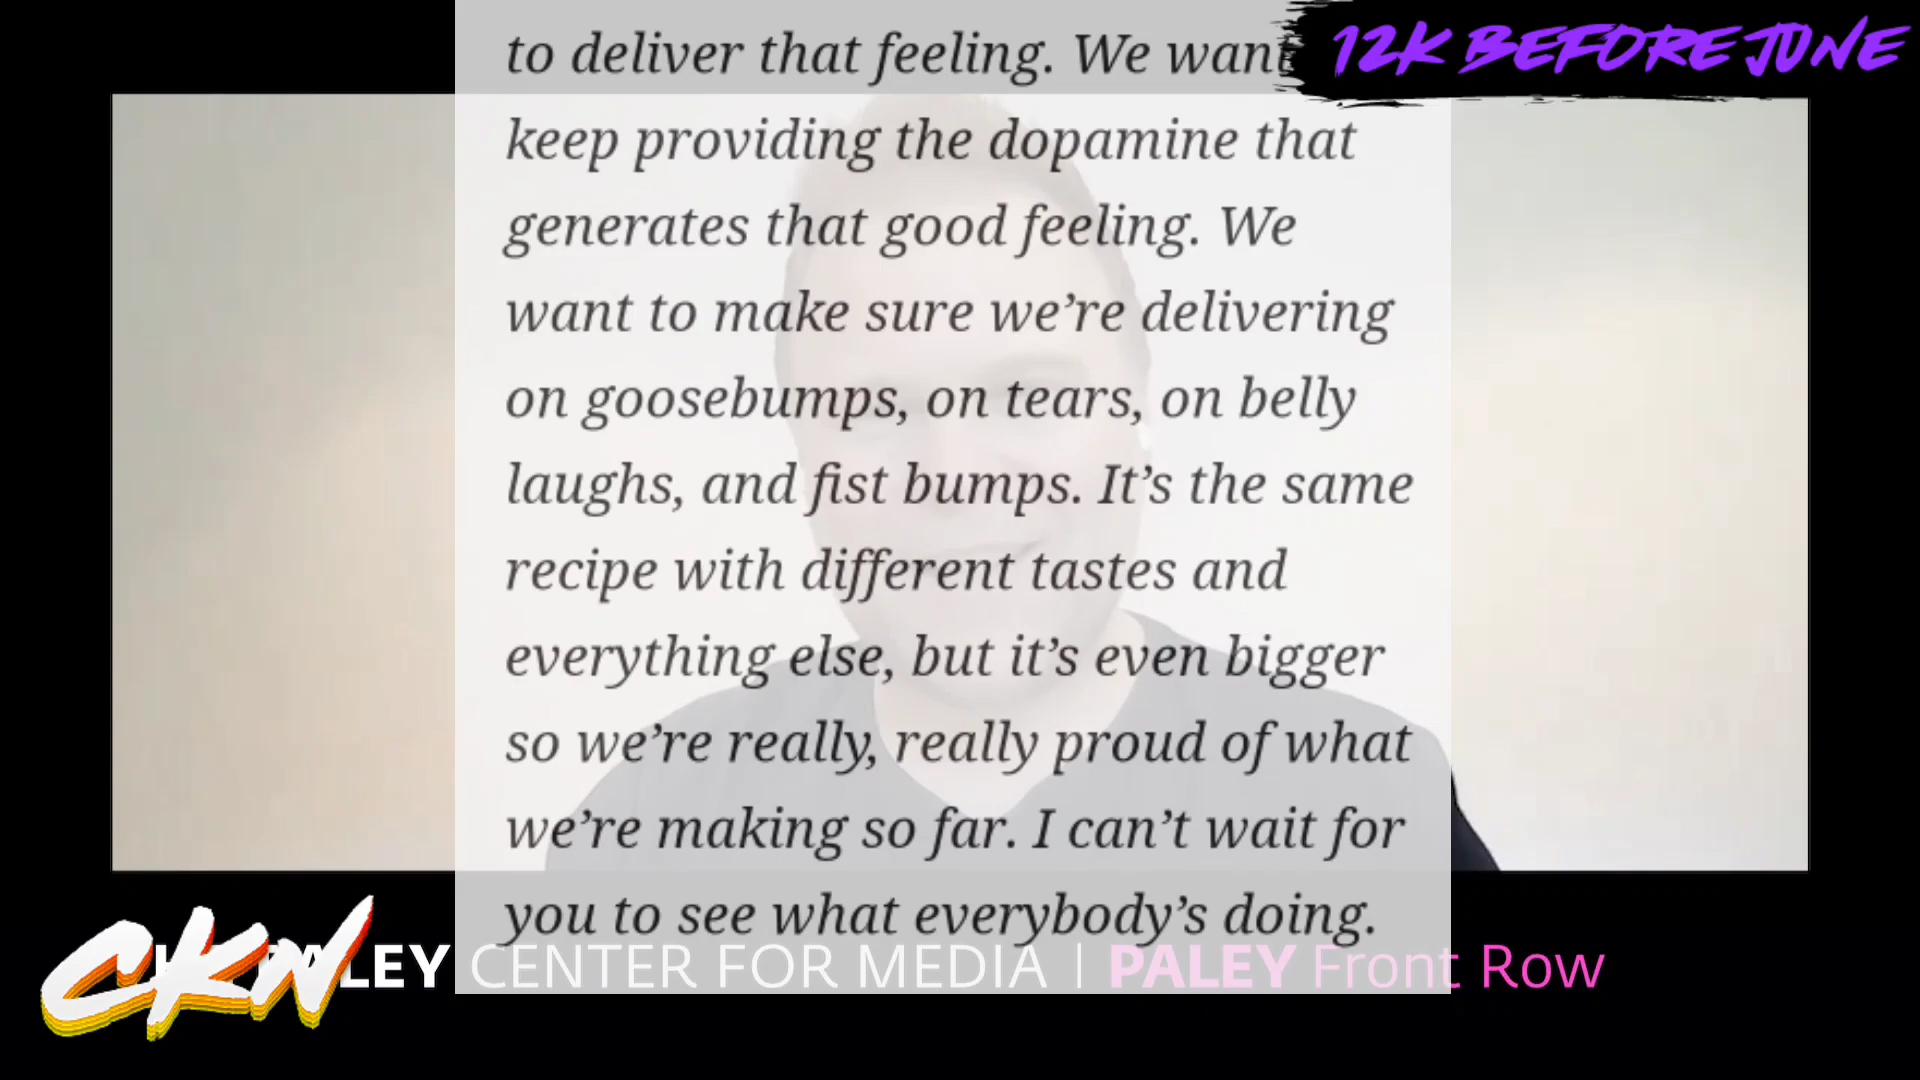 to deliver that feeling. We want
12K BEFORE JUNE
keep providing the dopamine that
generates that good feeling. We
want to make sure we’re delivering
on goosebumps, on tears, on belly
laughs, and fist bumps. It’s the same
recipe with different tastes and
everything else, but it’s even bigger
so we’re really, really proud of what
we’re making so far. I can’t wait for
you to see what everybody’s doing.
CKN
PALEY CENTER FOR MEDIA | PALEY Front Row